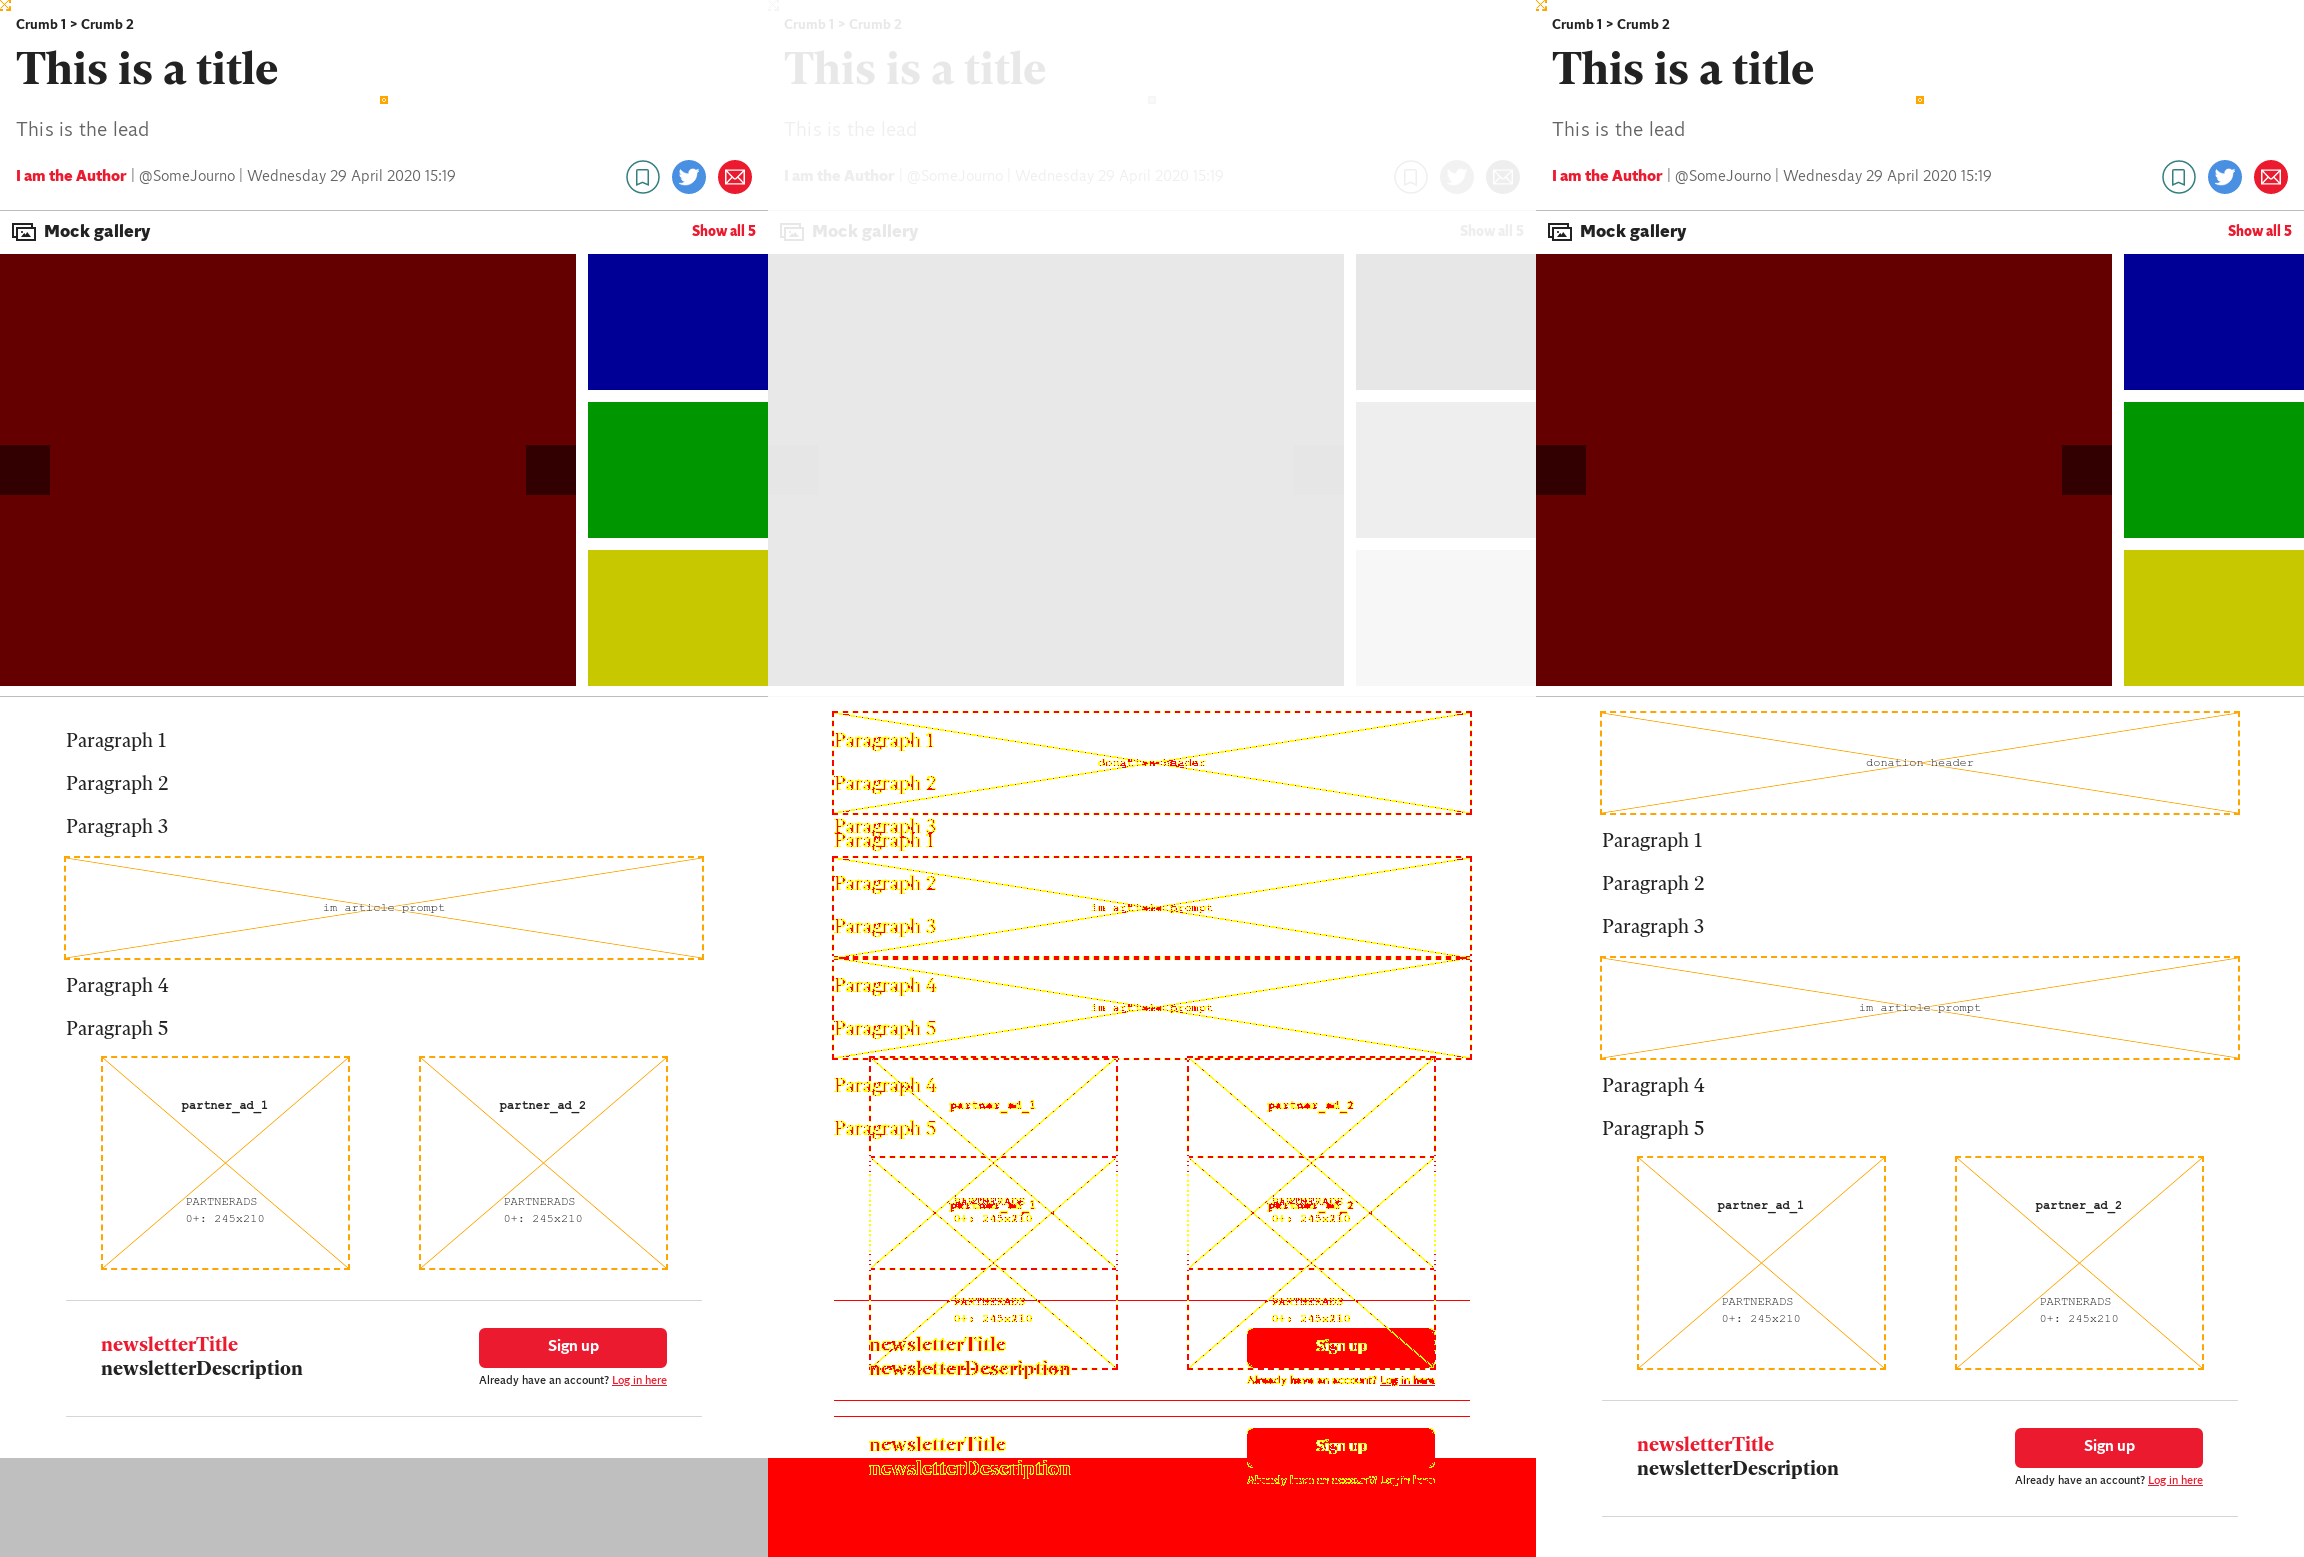 Crumb 1 > Crumb 2
This is a title
This is the lead
I am the Author | @SomeJourno | Wednesday 29 April 2020 15:19
Mock gallery
Show all 5
Paragraph 1
Paragraph 2
Paragraph 3
im article prompt
Paragraph 4
Paragraph 5
partner_ad_1
PARTNERADS
0+: 245x210
partner_ad_2
PARTNERADS
0+: 245x210
newsletterTitle
newsletterDescription
Sign up
Already have an account? Log in here
Crumb 1 > Crumb 2
This is a title
This is the lead
I am the Author | @SomeJourno | Wednesday 29 April 2020 15:19
Mock gallery
Show all 5
Paragraph 1
donation header
Paragraph 2
Paragraph 3
Paragraph 1
Paragraph 2
im article prompt
Paragraph 3
Paragraph 4
im article prompt
Paragraph 5
Paragraph 4
partner_ad_1
partner_ad_2
Paragraph 5
PARTNERADS
partner_ad_1
0+: 245x210
PARTNERADS
partner_ad_2
0+: 245x210
PARTNERADS
0+: 245x210
PARTNERADS
0+: 245x210
newsletterTitle
newsletterDescription
Sign up
Already have an account? Log in here
newsletterTitle
newsletterDescription
Sign up
Already have an account? Log in here
Crumb 1 > Crumb 2
This is a title
This is the lead
I am the Author | @SomeJourno | Wednesday 29 April 2020 15:19
Mock gallery
Show all 5
donation header
Paragraph 1
Paragraph 2
Paragraph 3
im article prompt
Paragraph 4
Paragraph 5
partner_ad_1
PARTNERADS
0+: 245x210
partner_ad_2
PARTNERADS
0+: 245x210
newsletterTitle
newsletterDescription
Sign up
Already have an account? Log in here